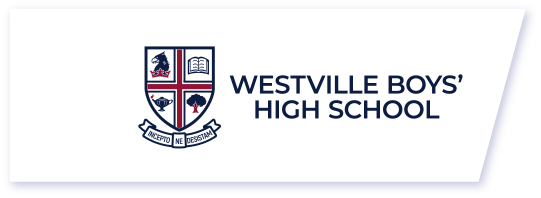 WESTVILLE BOYS'
HIGH SCHOOL
INCEPTO NE DESISTAM